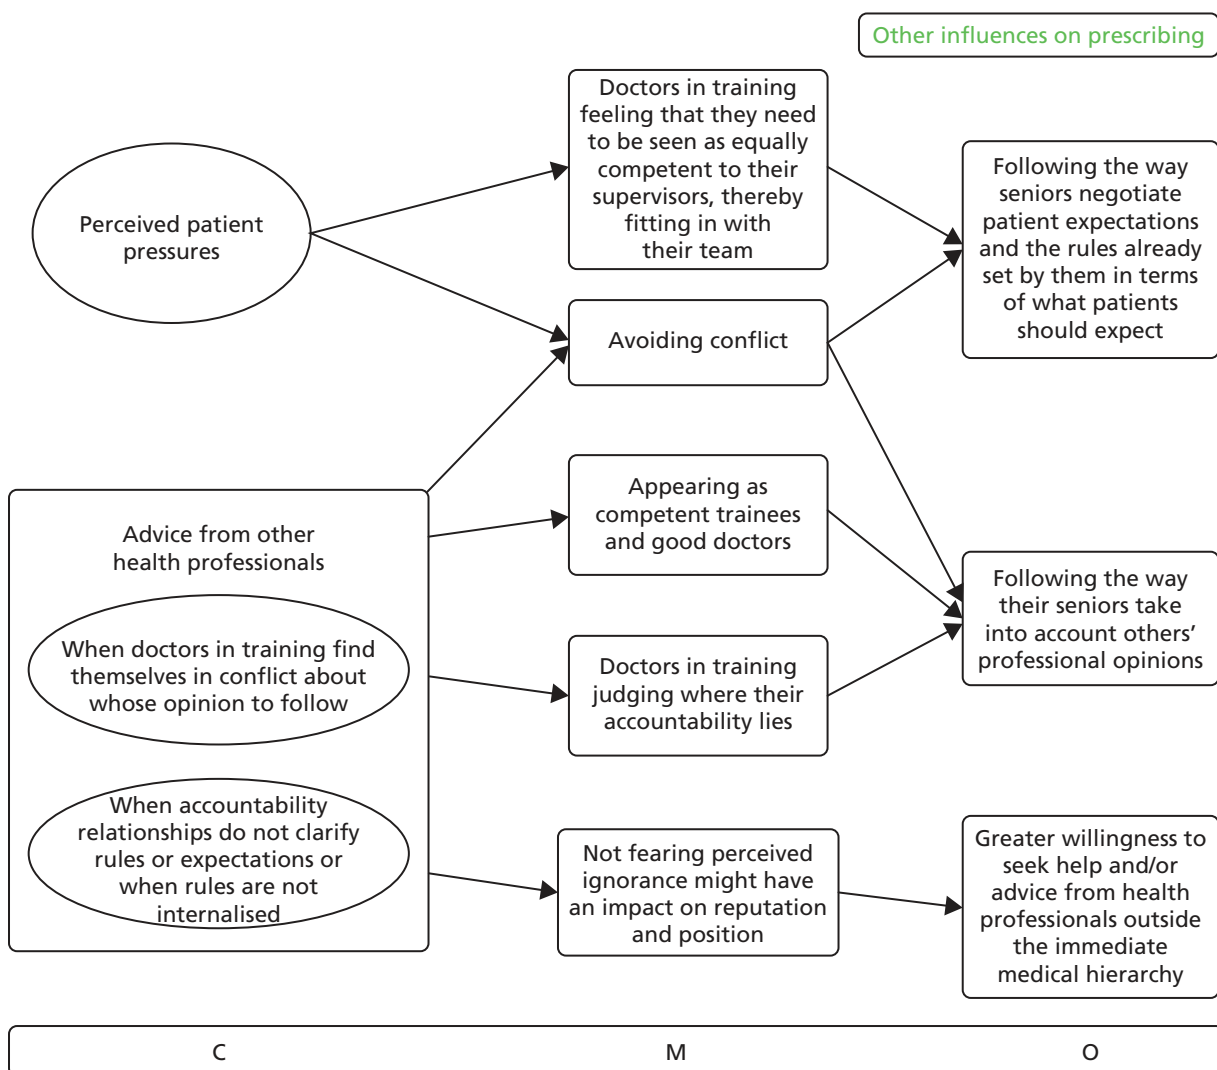 Other influences on prescribing
Perceived patient
pressures
Doctors in training
feeling that they need
to be seen as equally
competent to their
supervisors, thereby
fitting in with
their team
Following the way
seniors negotiate
patient expectations
and the rules already
set by them in terms
of what patients
should expect
Avoiding conflict
Advice from other
health professionals
When doctors in training find
themselves in conflict about
whose opinion to follow
When accountability
relationships do not clarify
rules or expectations or
when rules are not
internalised
Appearing as
competent trainees
and good doctors
Doctors in training
judging where their
accountability lies
Following the way
their seniors take
into account others’
professional opinions
Not fearing perceived
ignorance might have
an impact on reputation
and position
Greater willingness to
seek help and/or
advice from health
professionals outside
the immediate
medical hierarchy
C
M
O